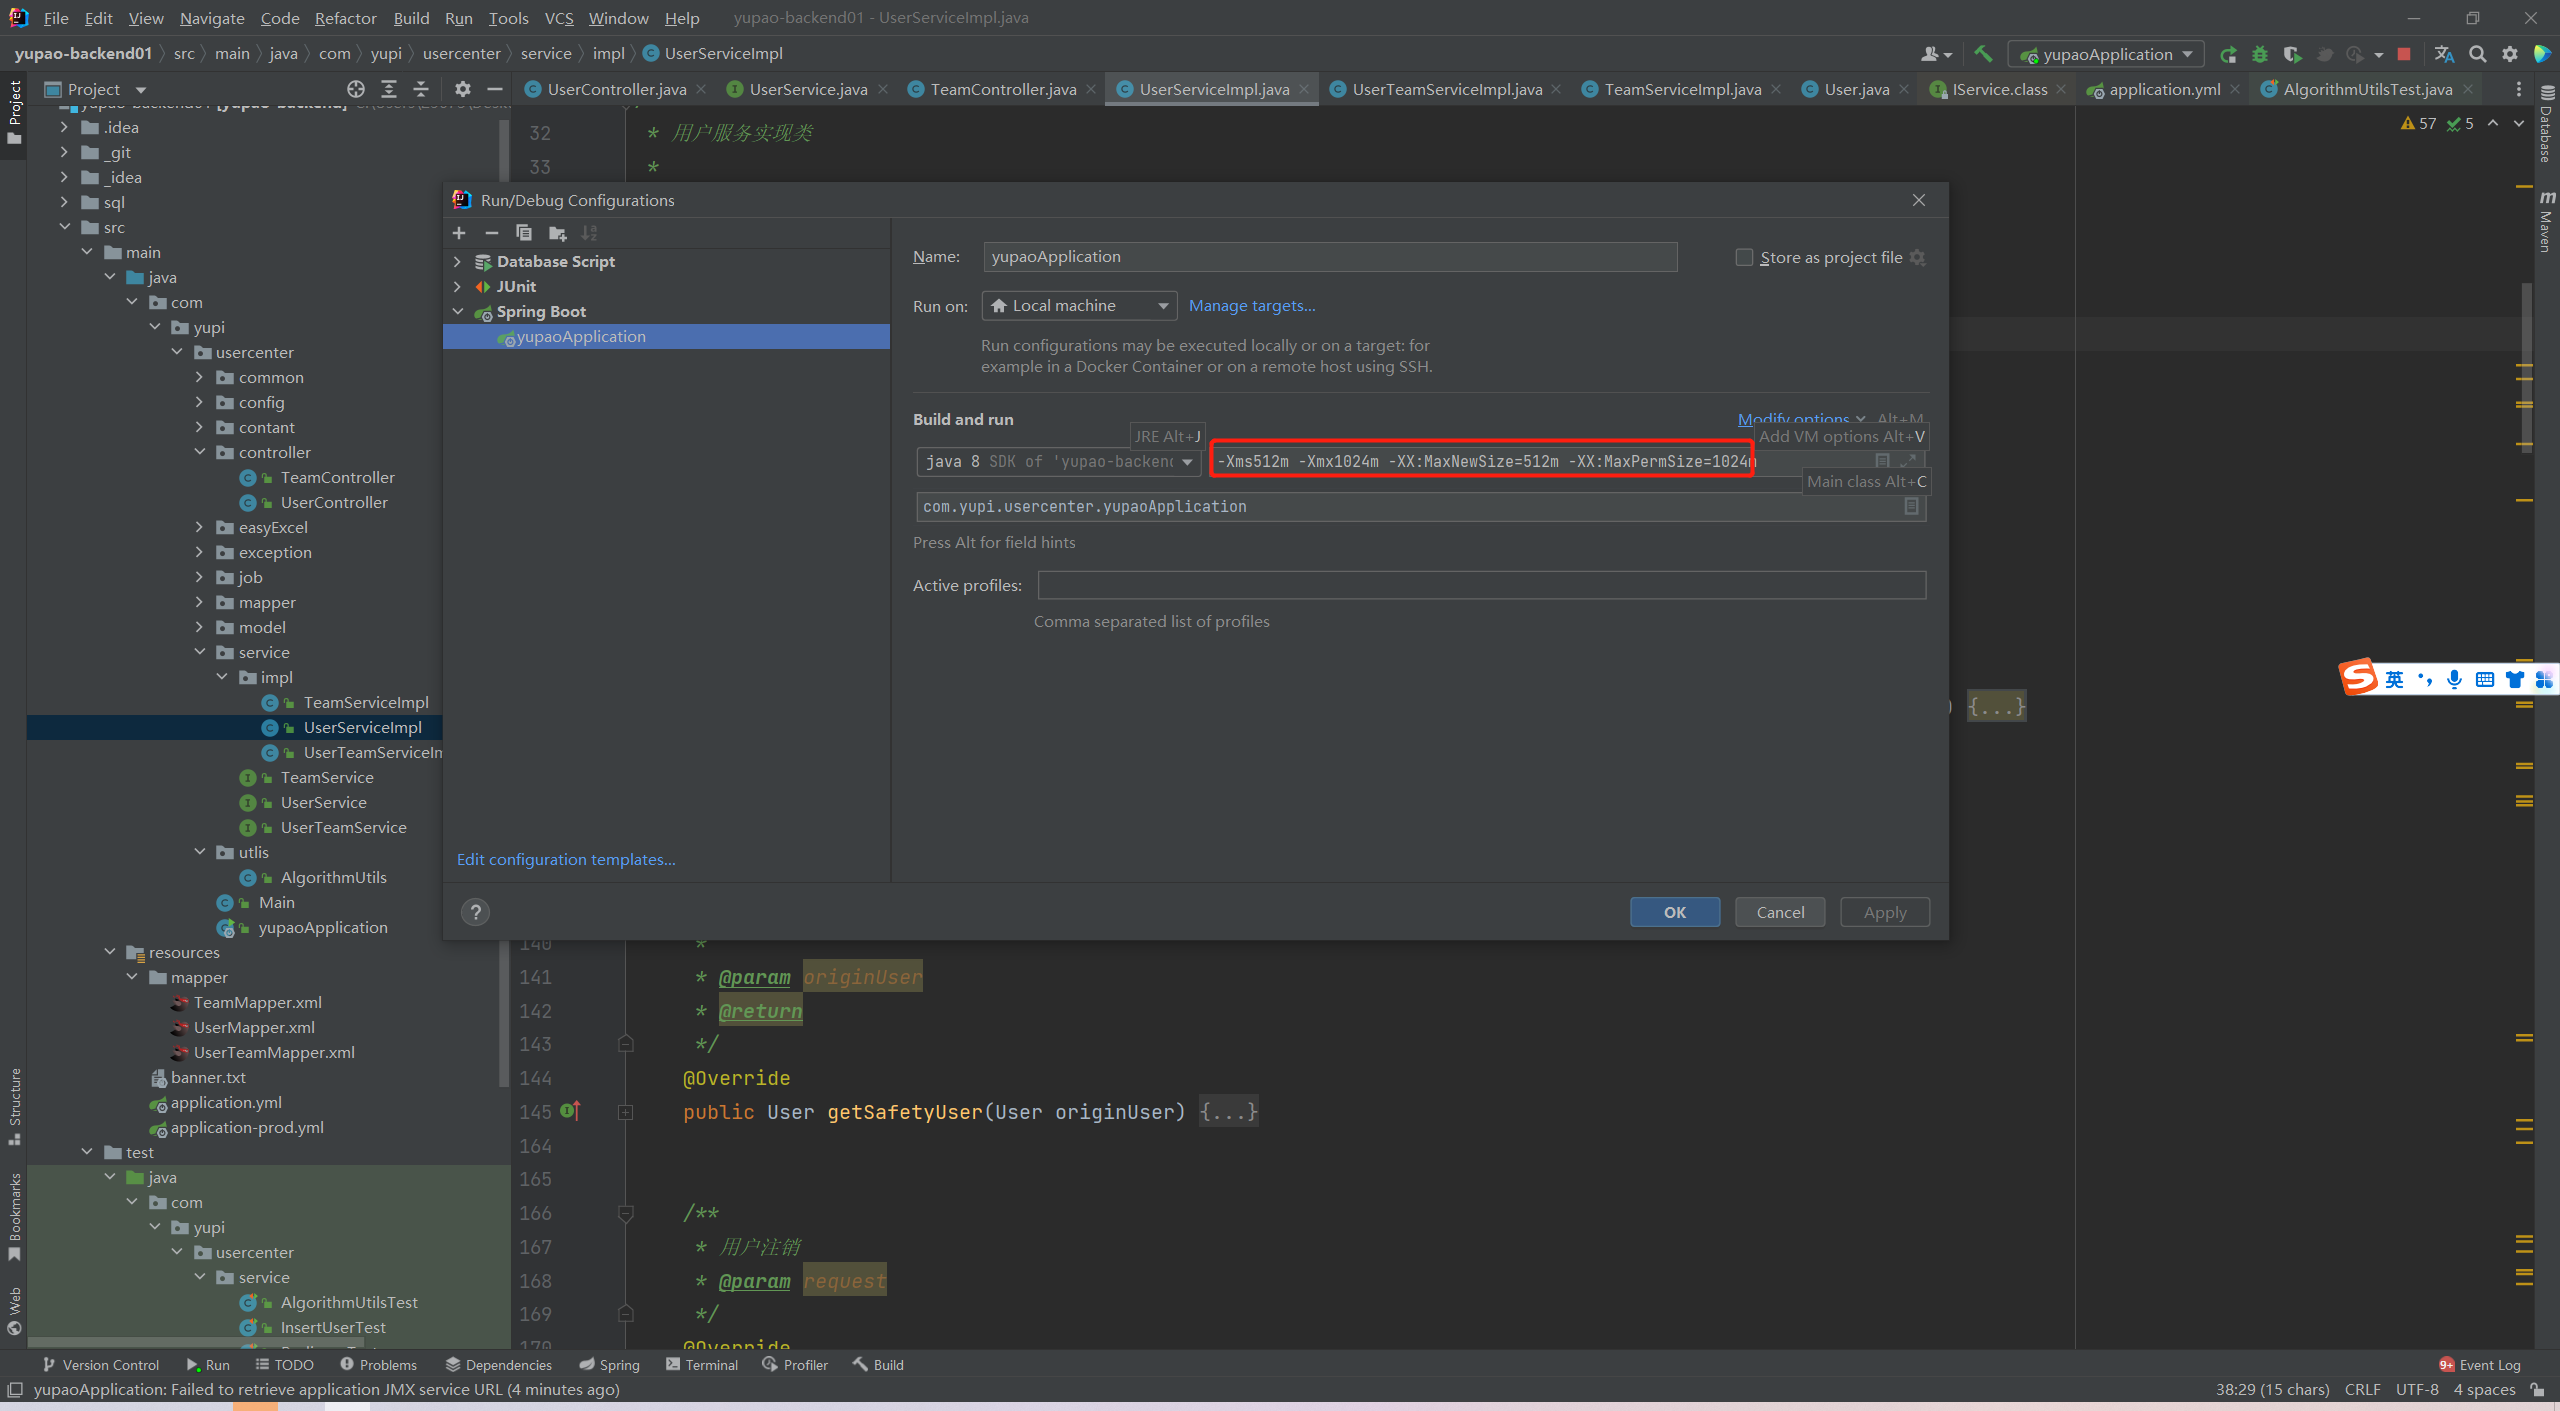 File Edit View Navigate Code Refactor Build Run Tools VCS Window Help yupao-backend01 - UserServiceImpl.java
yupao-backend01 src main java com yupi usercenter service impl UserServiceImpl
yupaoApplication
Project
UserController.java UserService.java TeamController.java UserServiceImpl.java UserTeamServiceImpl.java TeamServiceImpl.java User.java IService.class application.yml AlgorithmUtilsTest.java
Project
Structure
Bookmarks
Web
Database
Maven
57 5
.idea
_git
_idea
sql
src
main
java
com
yupi
usercenter
common
config
contant
controller
TeamController
UserController
easyExcel
exception
job
mapper
model
service
impl
TeamServiceImpl
UserServiceImpl
UserTeamServiceIm
TeamService
UserService
UserTeamService
utlis
AlgorithmUtils
Main
yupaoApplication
resources
mapper
TeamMapper.xml
UserMapper.xml
UserTeamMapper.xml
banner.txt
application.yml
application-prod.yml
test
java
com
yupi
usercenter
service
AlgorithmUtilsTest
InsertUserTest
32 * 用户服务实现类
33 *
Run/Debug Configurations
Database Script
JUnit
Spring Boot
yupaoApplication
Edit configuration templates...
Name: yupaoApplication
Store as project file
Run on: Local machine Manage targets...
Run configurations may be executed locally or on a target: for
example in a Docker Container or on a remote host using SSH.
Build and run Modify options Alt+M
JRE Alt+J Add VM options Alt+V
java 8 SDK of 'yupao-backend -Xms512m -Xmx1024m -XX:MaxNewSize=512m -XX:MaxPermSize=1024m
Main class Alt+C
com.yupi.usercenter.yupaoApplication
Press Alt for field hints
Active profiles:
Comma separated list of profiles
? OK Cancel Apply
) {...}
英
140 *
141 * @param originUser
142 * @return
143 */
144 @Override
145 public User getSafetyUser(User originUser) {...}
164
165
166 /**
167 * 用户注销
168 * @param request
169 */
170 @Override
Version Control Run TODO Problems Dependencies Spring Terminal Profiler Build 9+ Event Log
yupaoApplication: Failed to retrieve application JMX service URL (4 minutes ago) 38:29 (15 chars) CRLF UTF-8 4 spaces